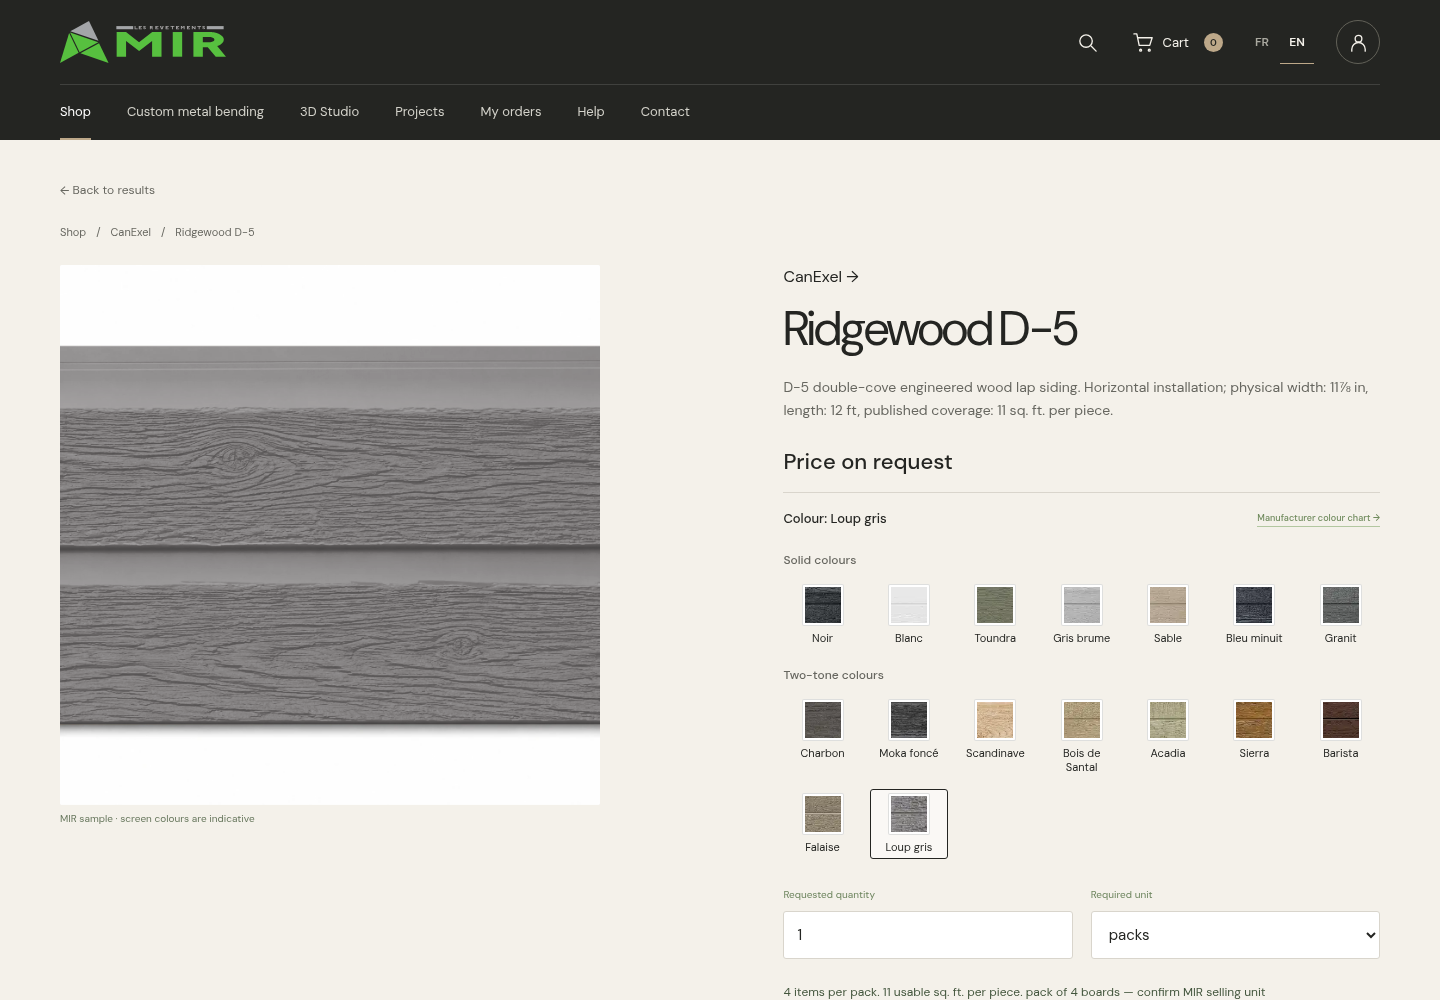 LES REVÊTEMENTS
MIR
Cart 0
FR EN
Shop Custom metal bending 3D Studio Projects My orders Help Contact
← Back to results
Shop / CanExel / Ridgewood D-5
CanExel →
Ridgewood D-5
D-5 double-cove engineered wood lap siding. Horizontal installation; physical width: 11⅞ in,
length: 12 ft, published coverage: 11 sq. ft. per piece.
Price on request
Colour: Loup gris Manufacturer colour chart →
Solid colours
Noir Blanc Toundra Gris brume Sable Bleu minuit Granit
Two-tone colours
Charbon Moka foncé Scandinave Bois de Santal Acadia Sierra Barista
Falaise Loup gris
MIR sample · screen colours are indicative
Requested quantity Required unit
1 packs
4 items per pack. 11 usable sq. ft. per piece. pack of 4 boards — confirm MIR selling unit